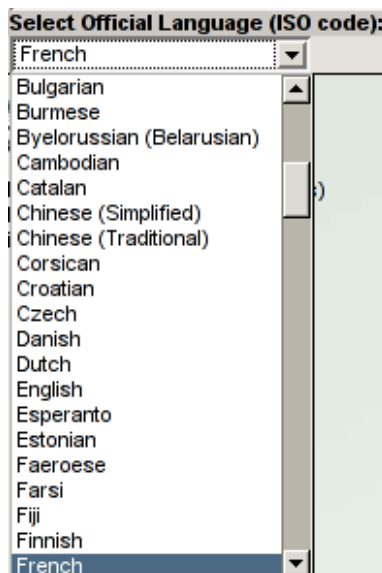 Select Official Language (ISO code):
French
Bulgarian
Burmese
Byelorussian (Belarusian)
Cambodian
Catalan
Chinese (Simplified)
Chinese (Traditional)
Corsican
Croatian
Czech
Danish
Dutch
English
Esperanto
Estonian
Faeroese
Farsi
Fiji
Finnish
French